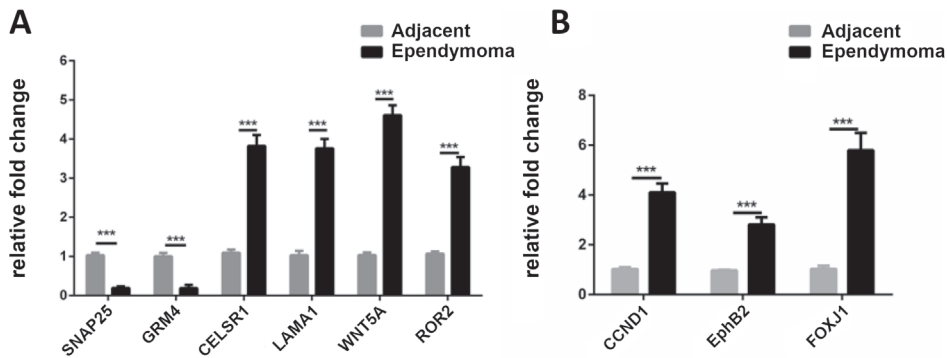 A
Adjacent
Ependymoma
relative fold change
6
5
4
3
2
1
0
***
***
***
***
***
***
SNAP25
GRM4
CELSR1
LAMA1
WNT5A
ROR2
B
Adjacent
Ependymoma
relative fold change
8
6
4
2
0
***
***
***
CCND1
EphB2
FOXJ1